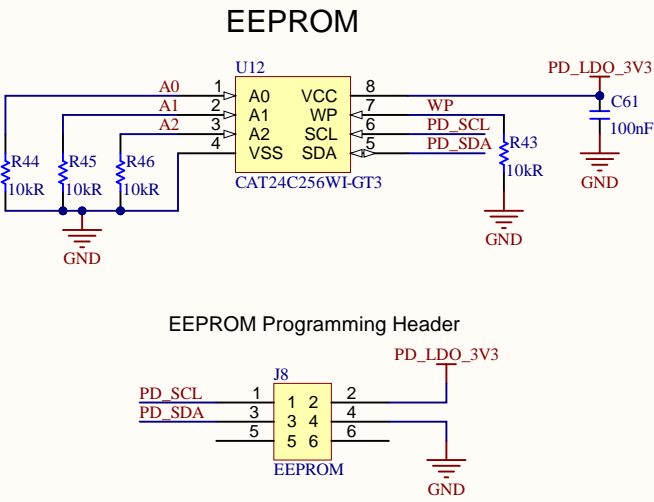 EEPROM
U12
PD_LDO_3V3
A0 1 A0 VCC 8
A1 2 A1 WP 7 WP
A2 3 A2 SCL 6 PD_SCL
4 VSS SDA 5 PD_SDA
C61
100nF
R44
10kR
R45
10kR
R46
10kR
CAT24C256WI-GT3
R43
10kR
GND
GND
GND
EEPROM Programming Header
PD_LDO_3V3
J8
PD_SCL 1 1 2 2
PD_SDA 3 3 4 4
5 5 6 6
EEPROM
GND